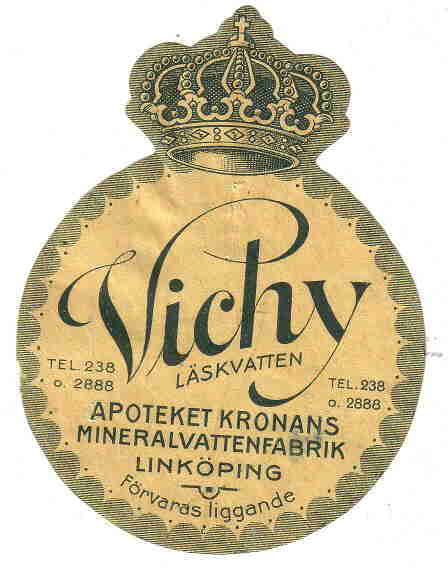 Vichy
LÄSKVATTEN
TEL. 238
o. 2888
TEL. 238
o. 2888
APOTEKET KRONANS
MINERALVATTENFABRIK
LINKÖPING
Förvaras liggande